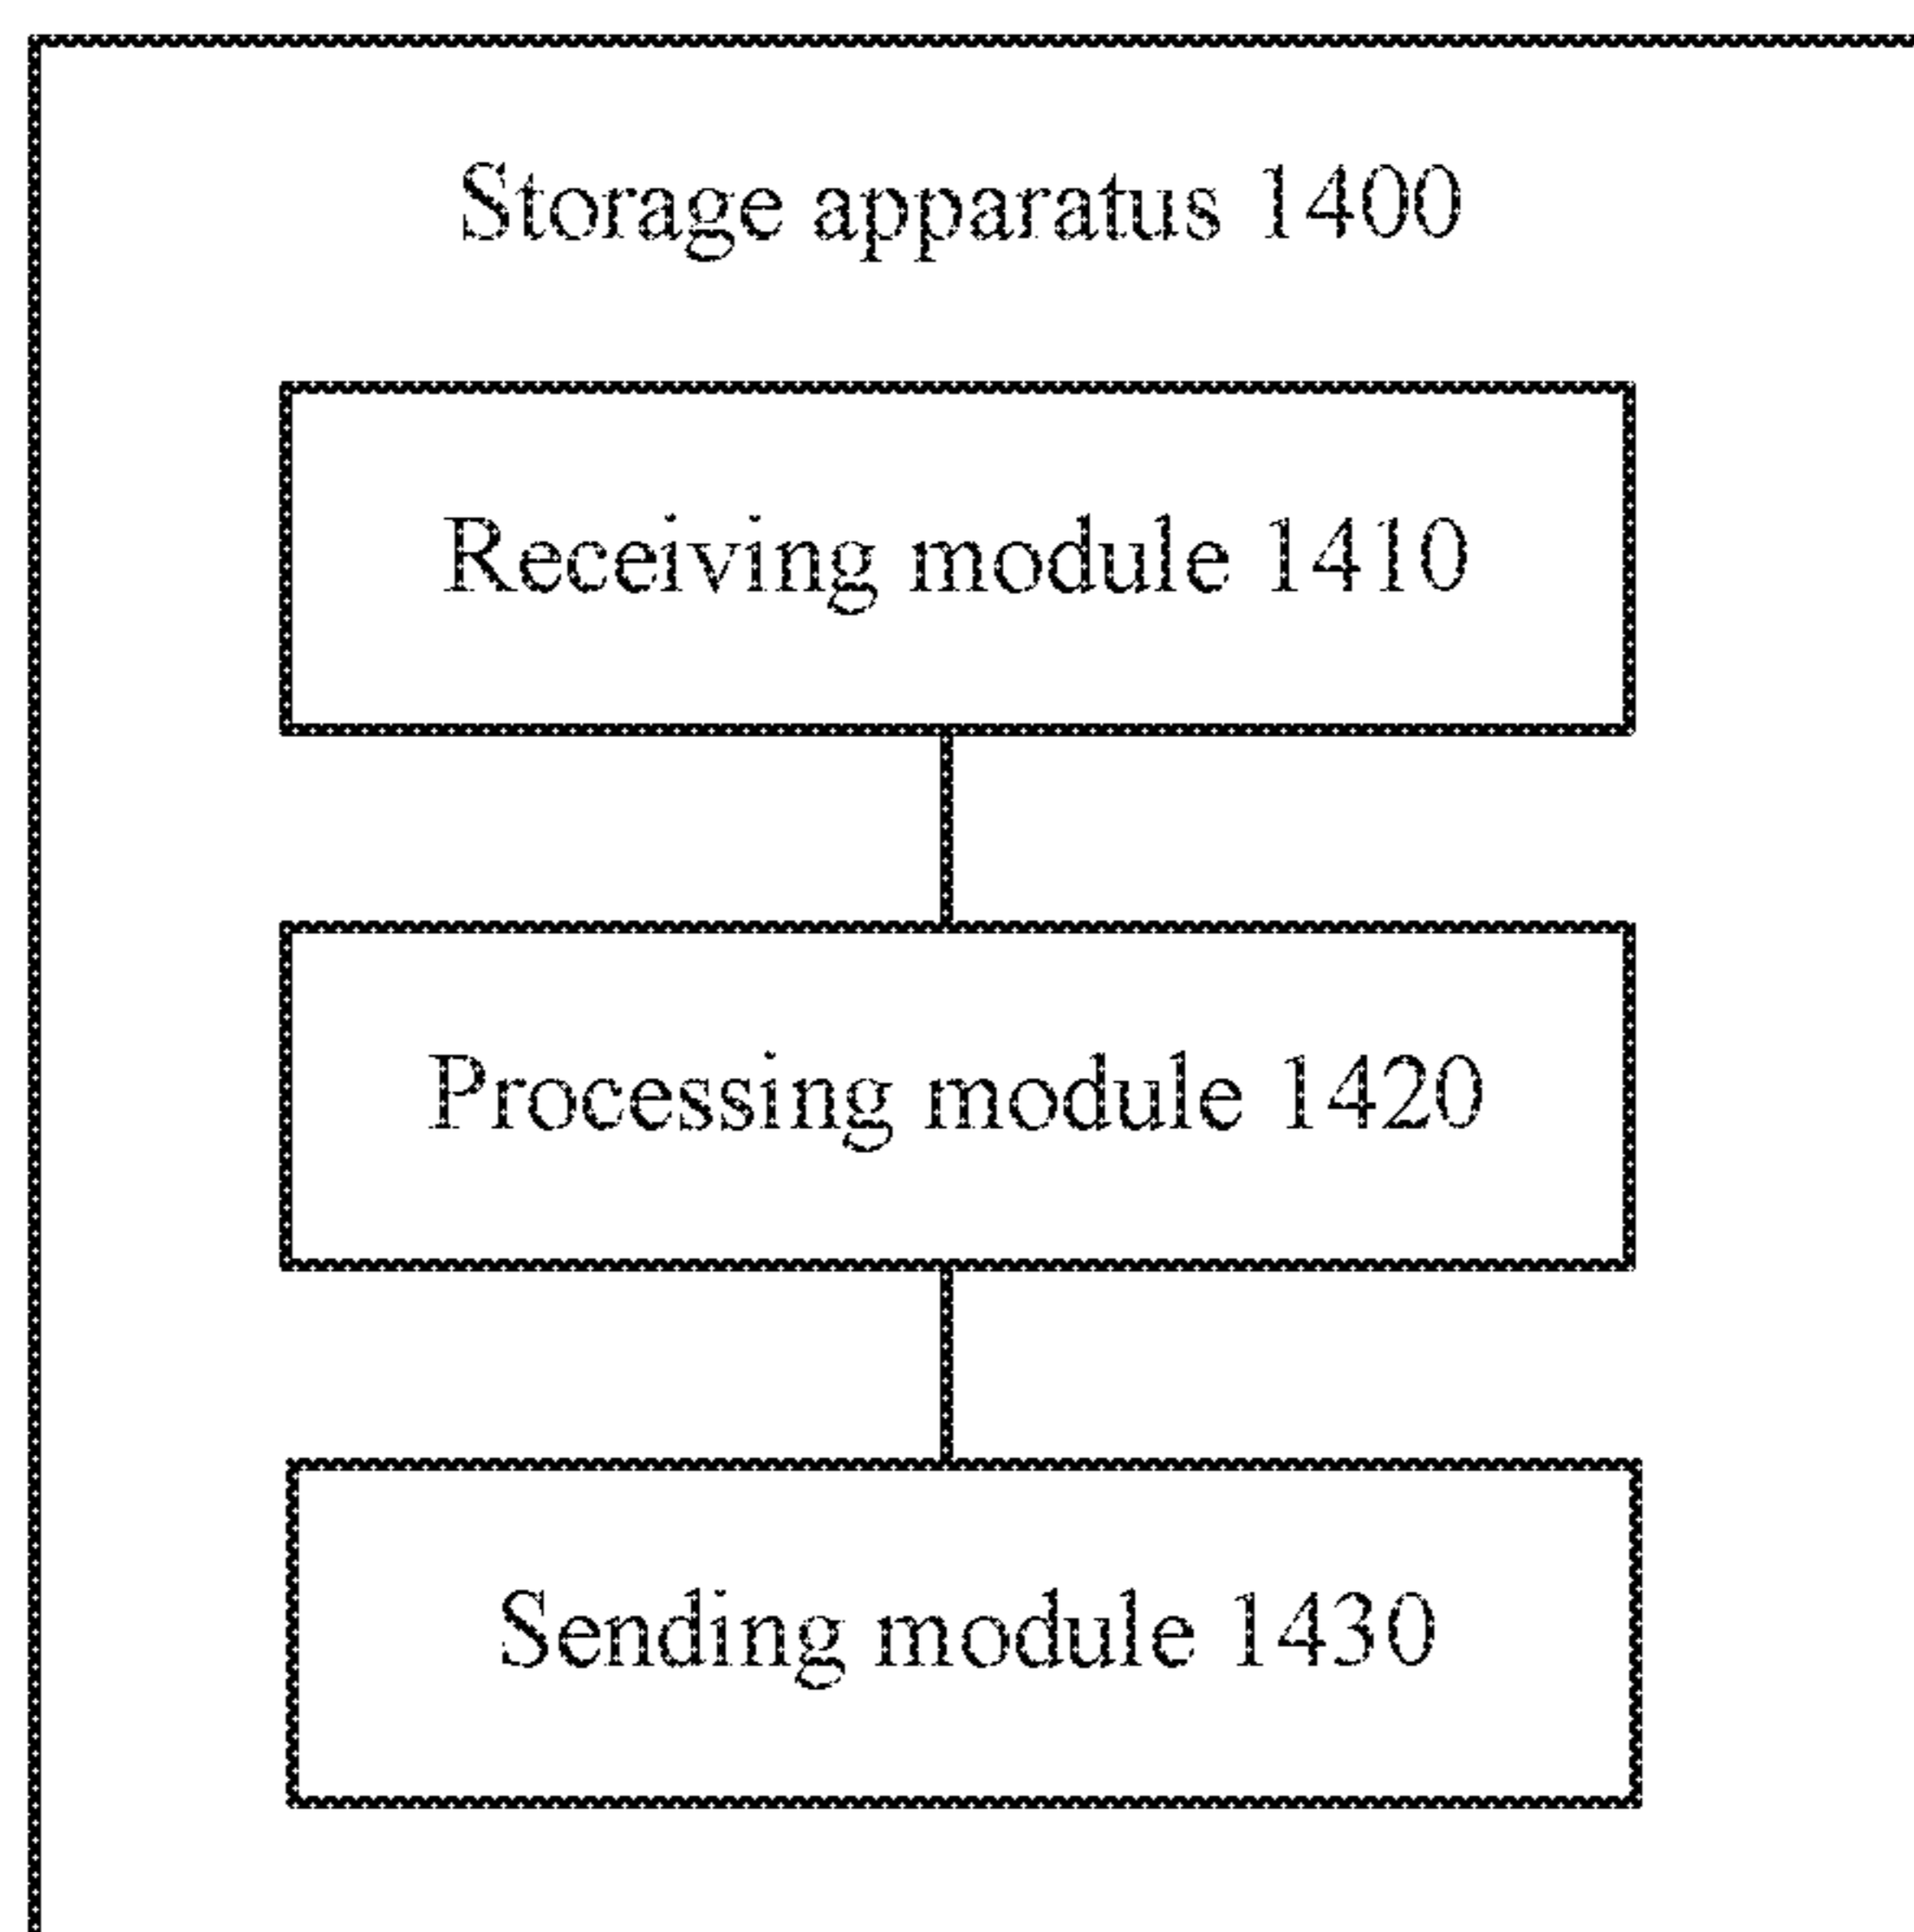 Storage apparatus 1400
Receiving module 1410
Processing module 1420
Sending module 1430